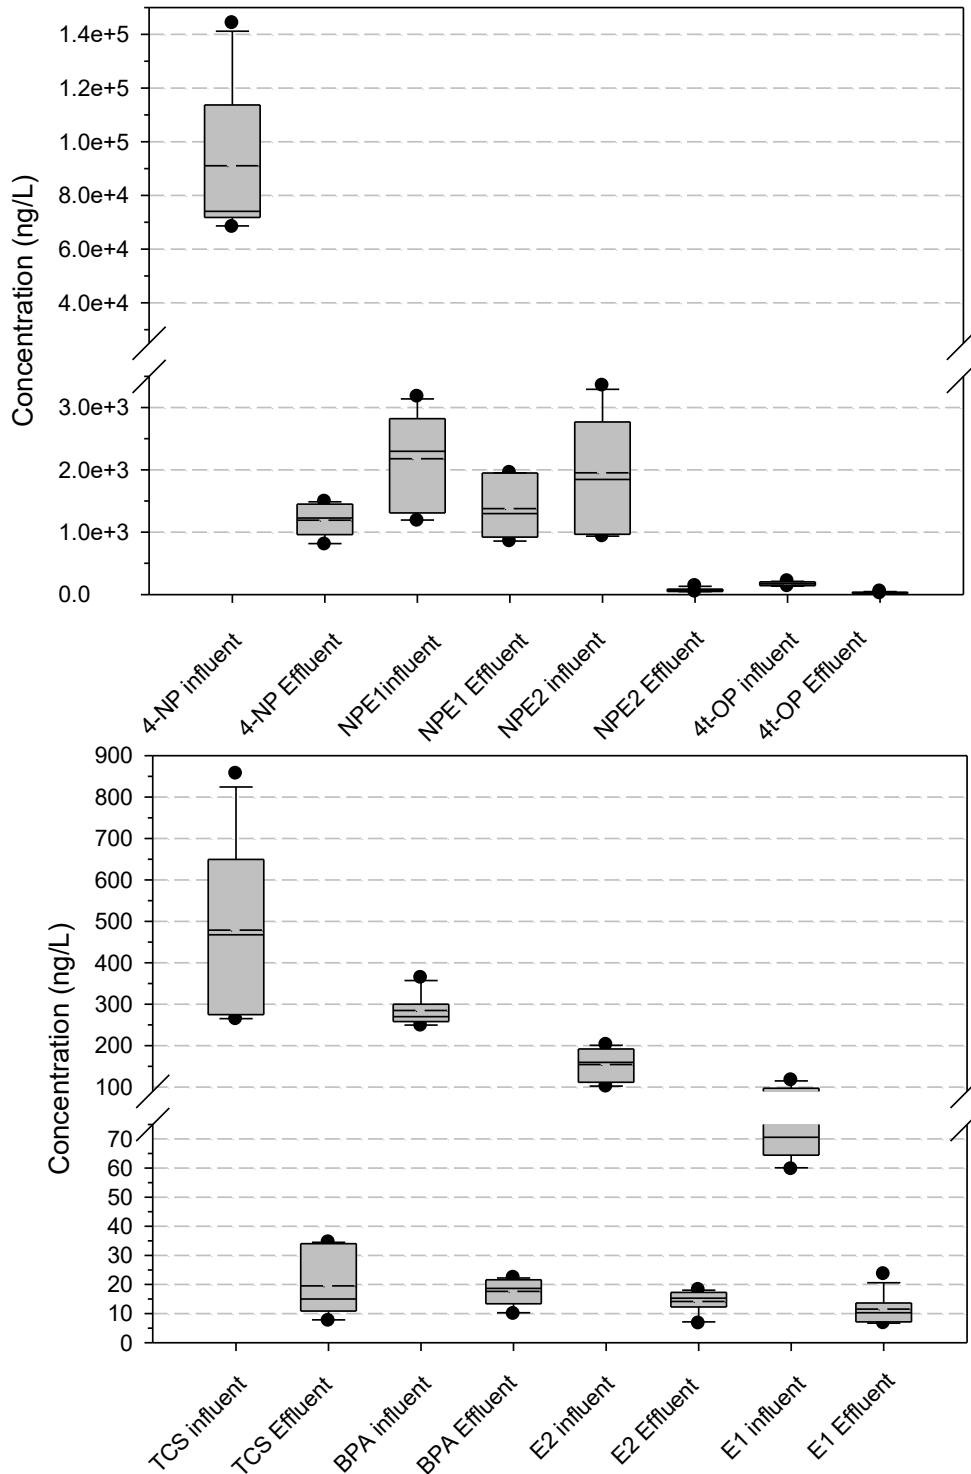 Concentration (ng/L)
1.4e+5
1.2e+5
1.0e+5
8.0e+4
6.0e+4
4.0e+4
3.0e+3
2.0e+3
1.0e+3
0.0
4-NP influent
4-NP Effluent
NPE1influent
NPE1 Effluent
NPE2 influent
NPE2 Effluent
4t-OP influent
4t-OP Effluent
Concentration (ng/L)
900
800
700
600
500
400
300
200
100
70
60
50
40
30
20
10
0
TCS influent
TCS Effluent
BPA influent
BPA Effluent
E2 influent
E2 Effluent
E1 influent
E1 Effluent